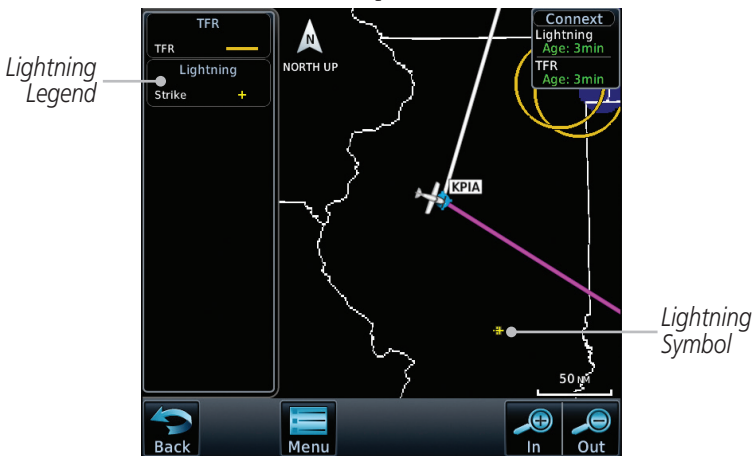 TFR
TFR
Lightning
Strike +
Lightning
Legend
N
NORTH UP
Connext
Lightning
Age: 3min
TFR
Age: 3min
KPIA
Lightning
Symbol
50 NM
Back
Menu
In
Out